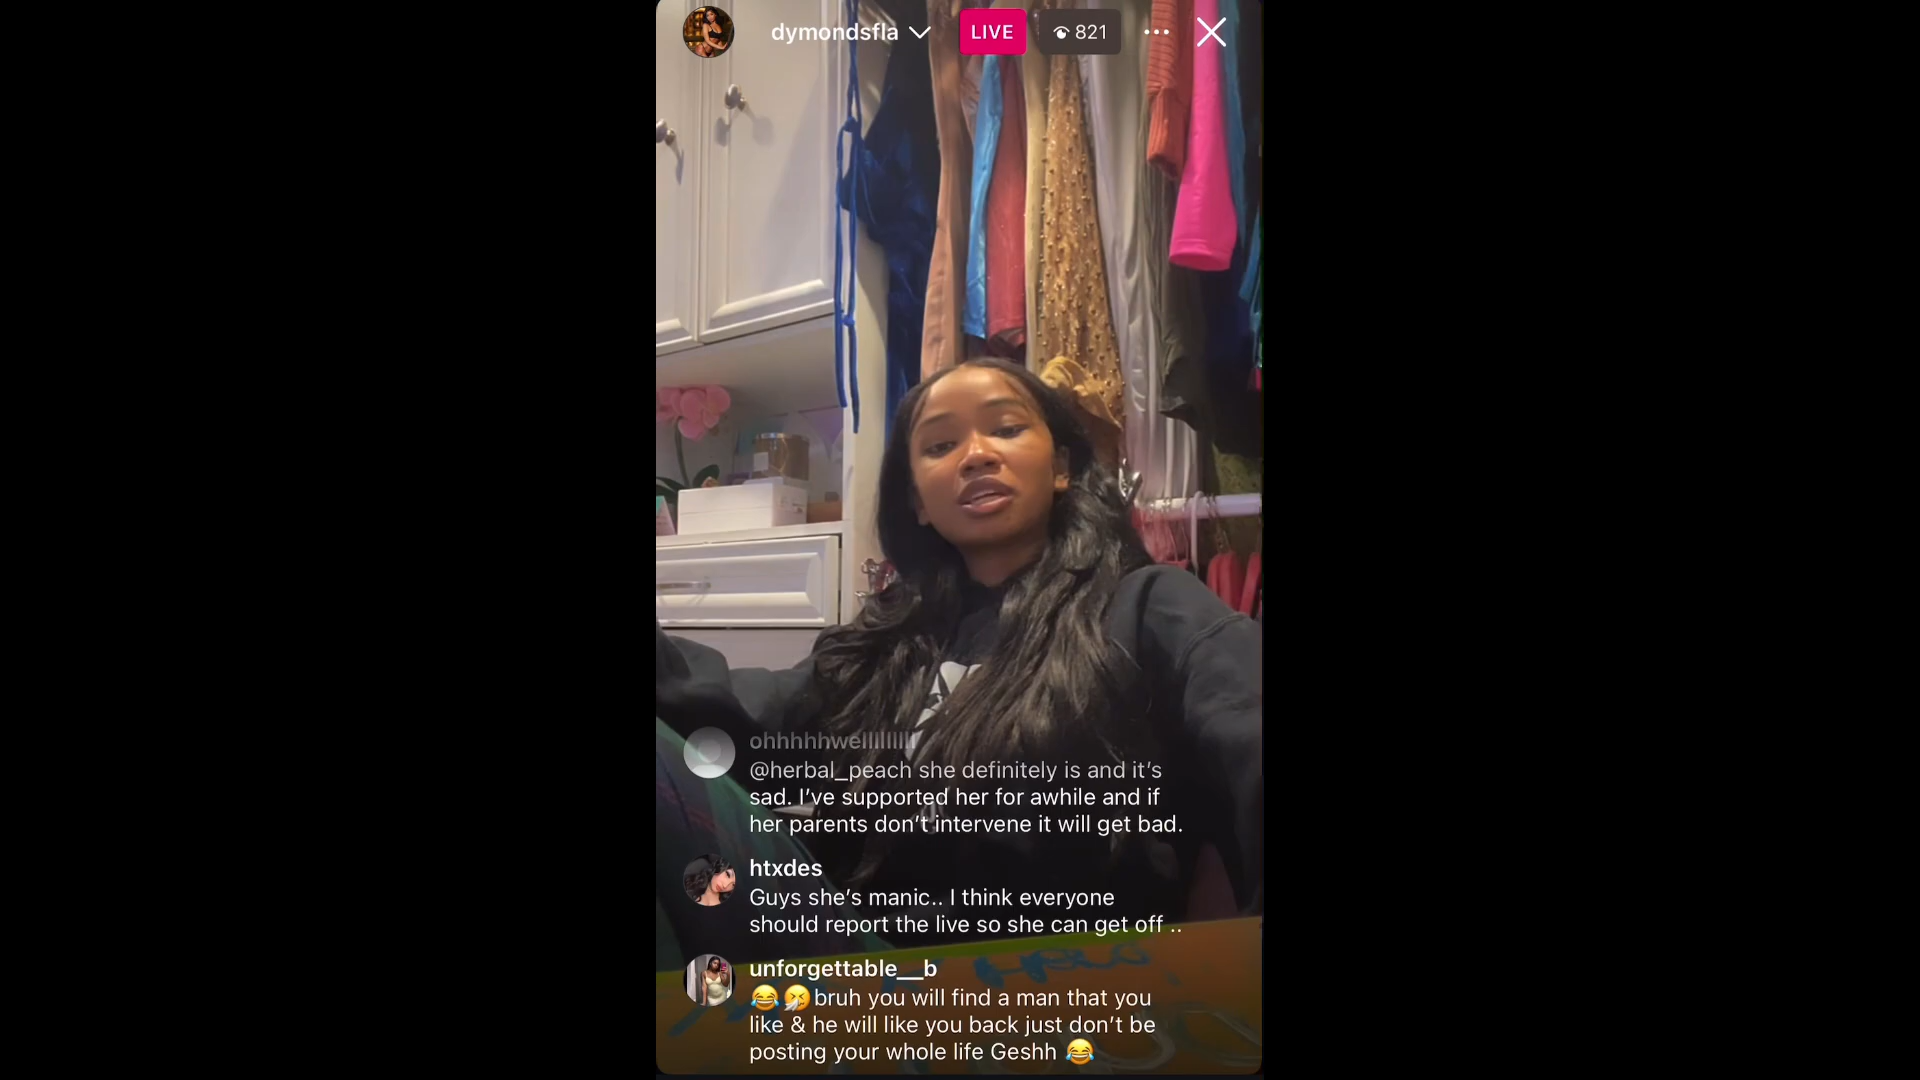 dymondsfla LIVE 821
ohhhhhwelllllllll
@herbal_peach she definitely is and it’s
sad. I’ve supported her for awhile and if
her parents don’t intervene it will get bad.
htxdes
Guys she’s manic.. I think everyone
should report the live so she can get off ..
unforgettable__b
😂🤧bruh you will find a man that you
like & he will like you back just don’t be
posting your whole life Geshh 😂